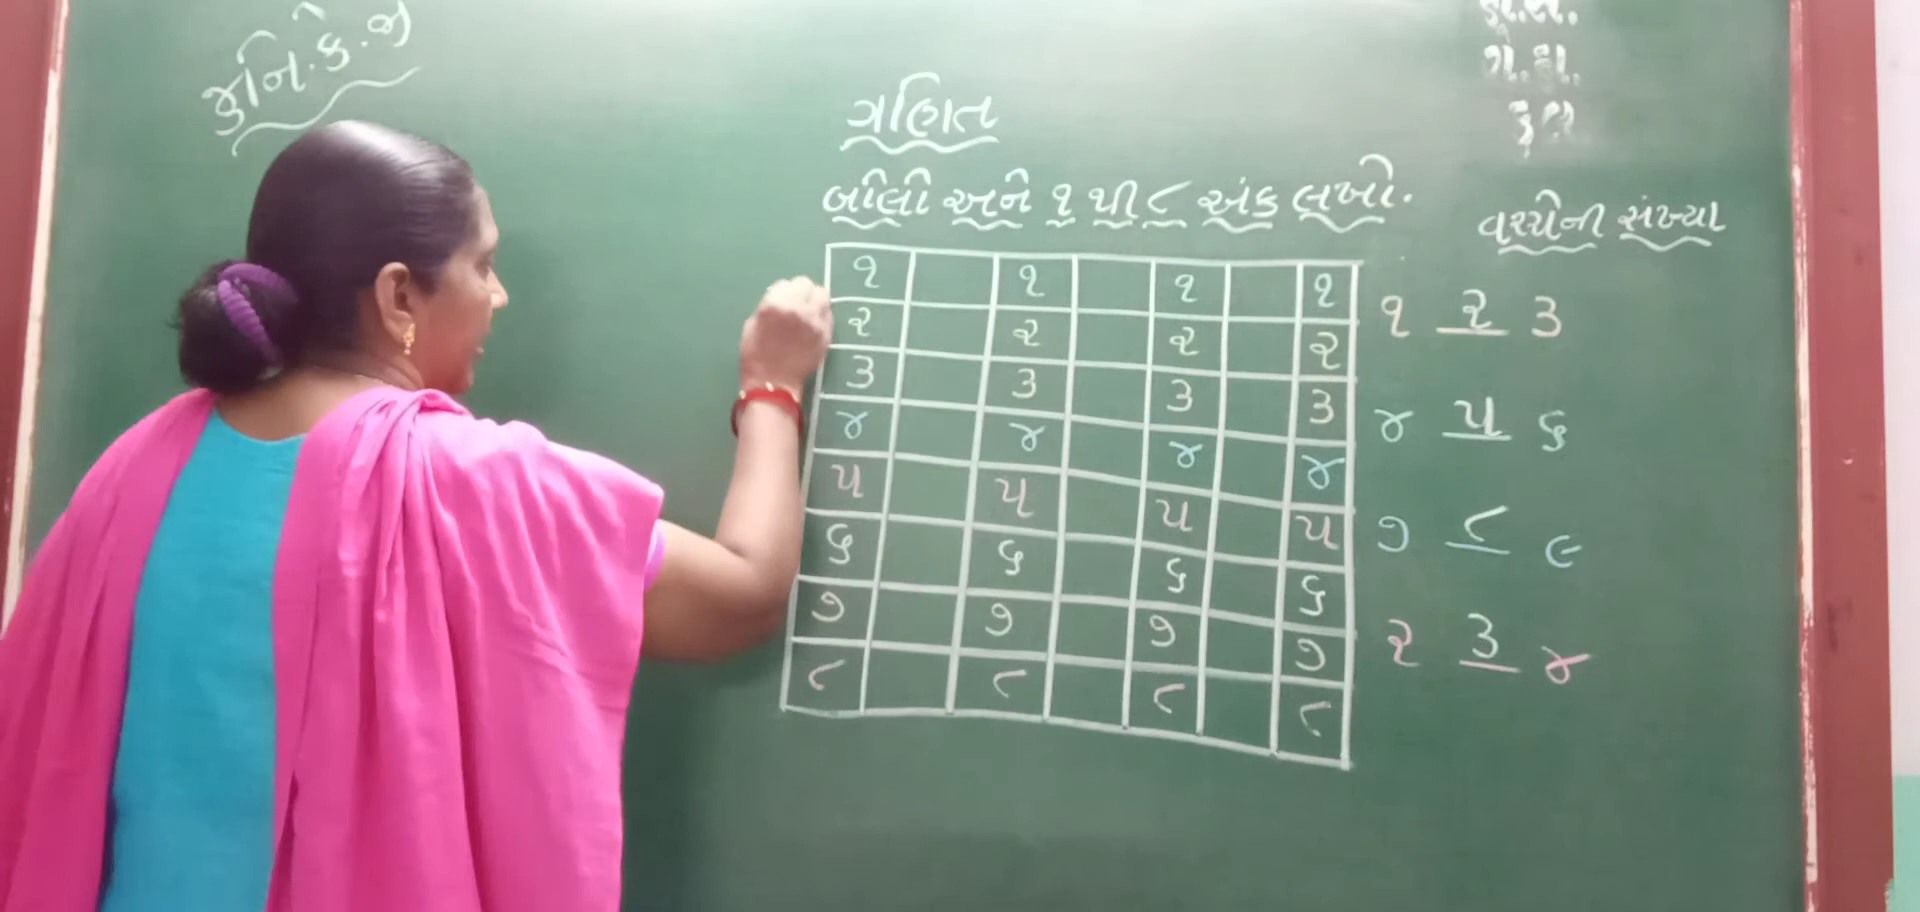 જુનિ.કે.જી
ગણિત
બોલો અને ૧ થી ૮ અંક લખો.
વચ્ચેની સંખ્યા
૧ ૧ ૧ ૧
૨ ૨ ૨ ૨
૩ ૩ ૩ ૩
૪ ૪ ૪ ૪
૫ ૫ ૫ ૫
૬ ૬ ૬ ૬
૭ ૭ ૭ ૭
૮ ૮ ૮ ૮
૧ ૨ ૩
૪ ૫ ૬
૭ ૮ ૯
૨ ૩ ૪